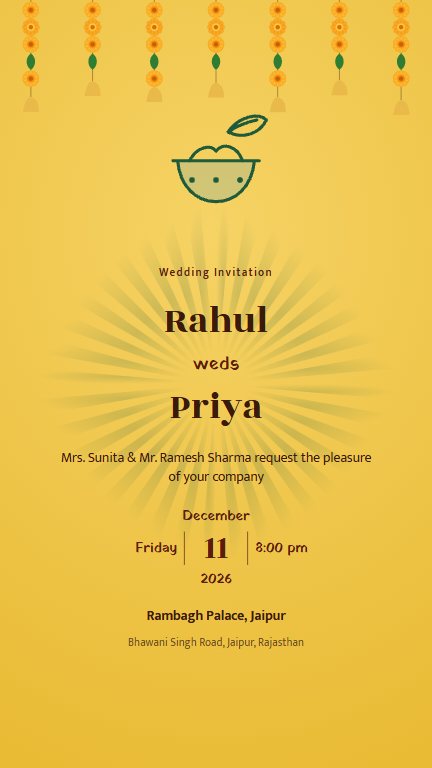 Wedding Invitation
Rahul
weds
Priya
Mrs. Sunita & Mr. Ramesh Sharma request the pleasure
of your company
December
Friday 11 8:00 pm
2026
Rambagh Palace, Jaipur
Bhawani Singh Road, Jaipur, Rajasthan